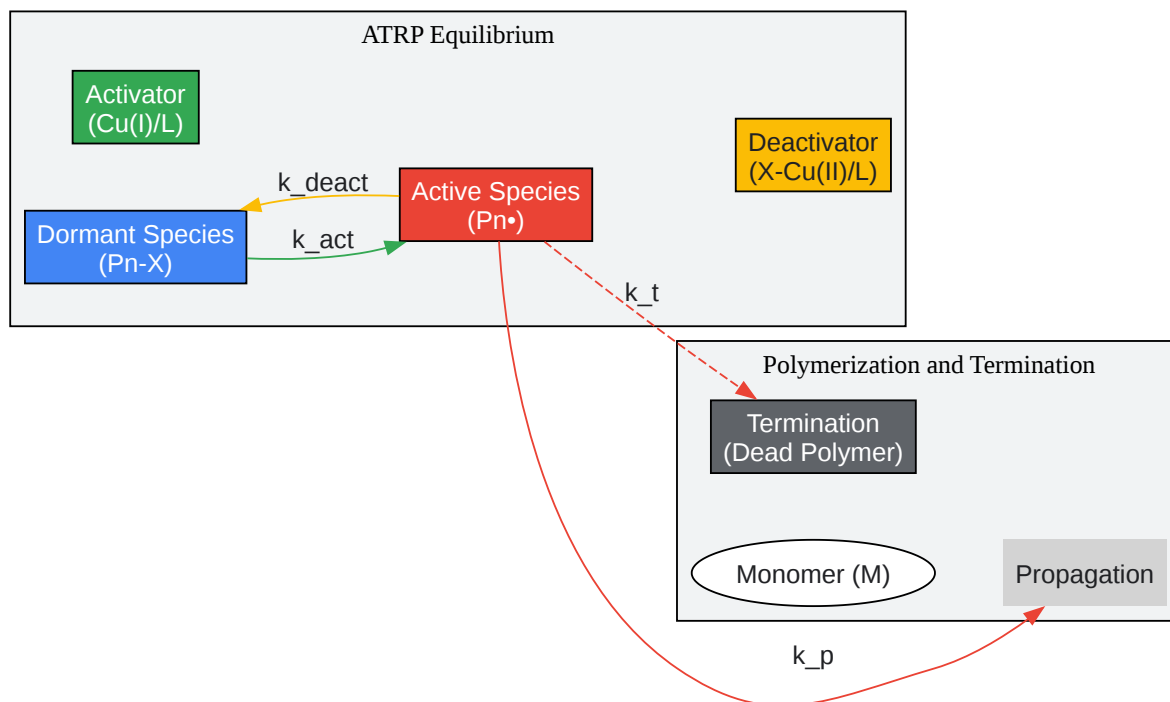 ATRP Equilibrium
Activator
(Cu(I)/L)
Deactivator
(X-Cu(II)/L)
k_deact
Active Species
(Pn•)
Dormant Species
(Pn-X)
k_act
k_t
Polymerization and Termination
Termination
(Dead Polymer)
Monomer (M)
Propagation
k_p